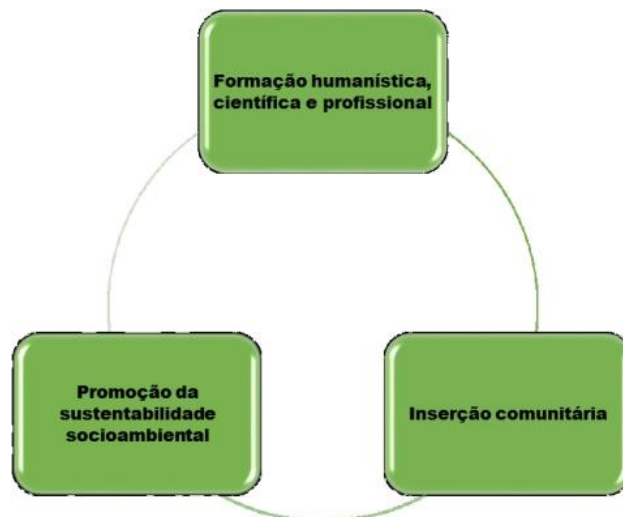 Formação humanística,
científica e profissional
Promoção da
sustentabilidade
socioambiental
Inserção comunitária